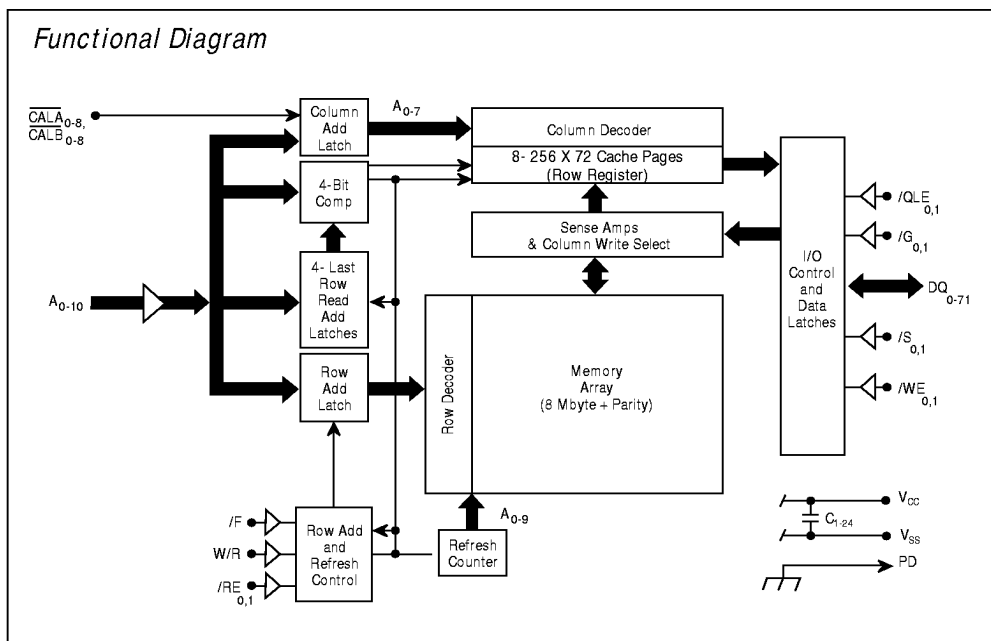 Functional Diagram
CALA0-8,
CALB0-8
Column
Add
Latch
A0-7
Column Decoder
8- 256 X 72 Cache Pages
(Row Register)
4-Bit
Comp
Sense Amps
& Column Write Select
4- Last
Row
Read
Add
Latches
A0-10
Row
Add
Latch
Row Decoder
Memory
Array
(8 Mbyte + Parity)
I/O
Control
and
Data
Latches
/QLE0,1
/G0,1
DQ0-71
/S0,1
/WE0,1
/F
W/R
/RE0,1
Row Add
and
Refresh
Control
A0-9
Refresh
Counter
VCC
C1-24
VSS
PD